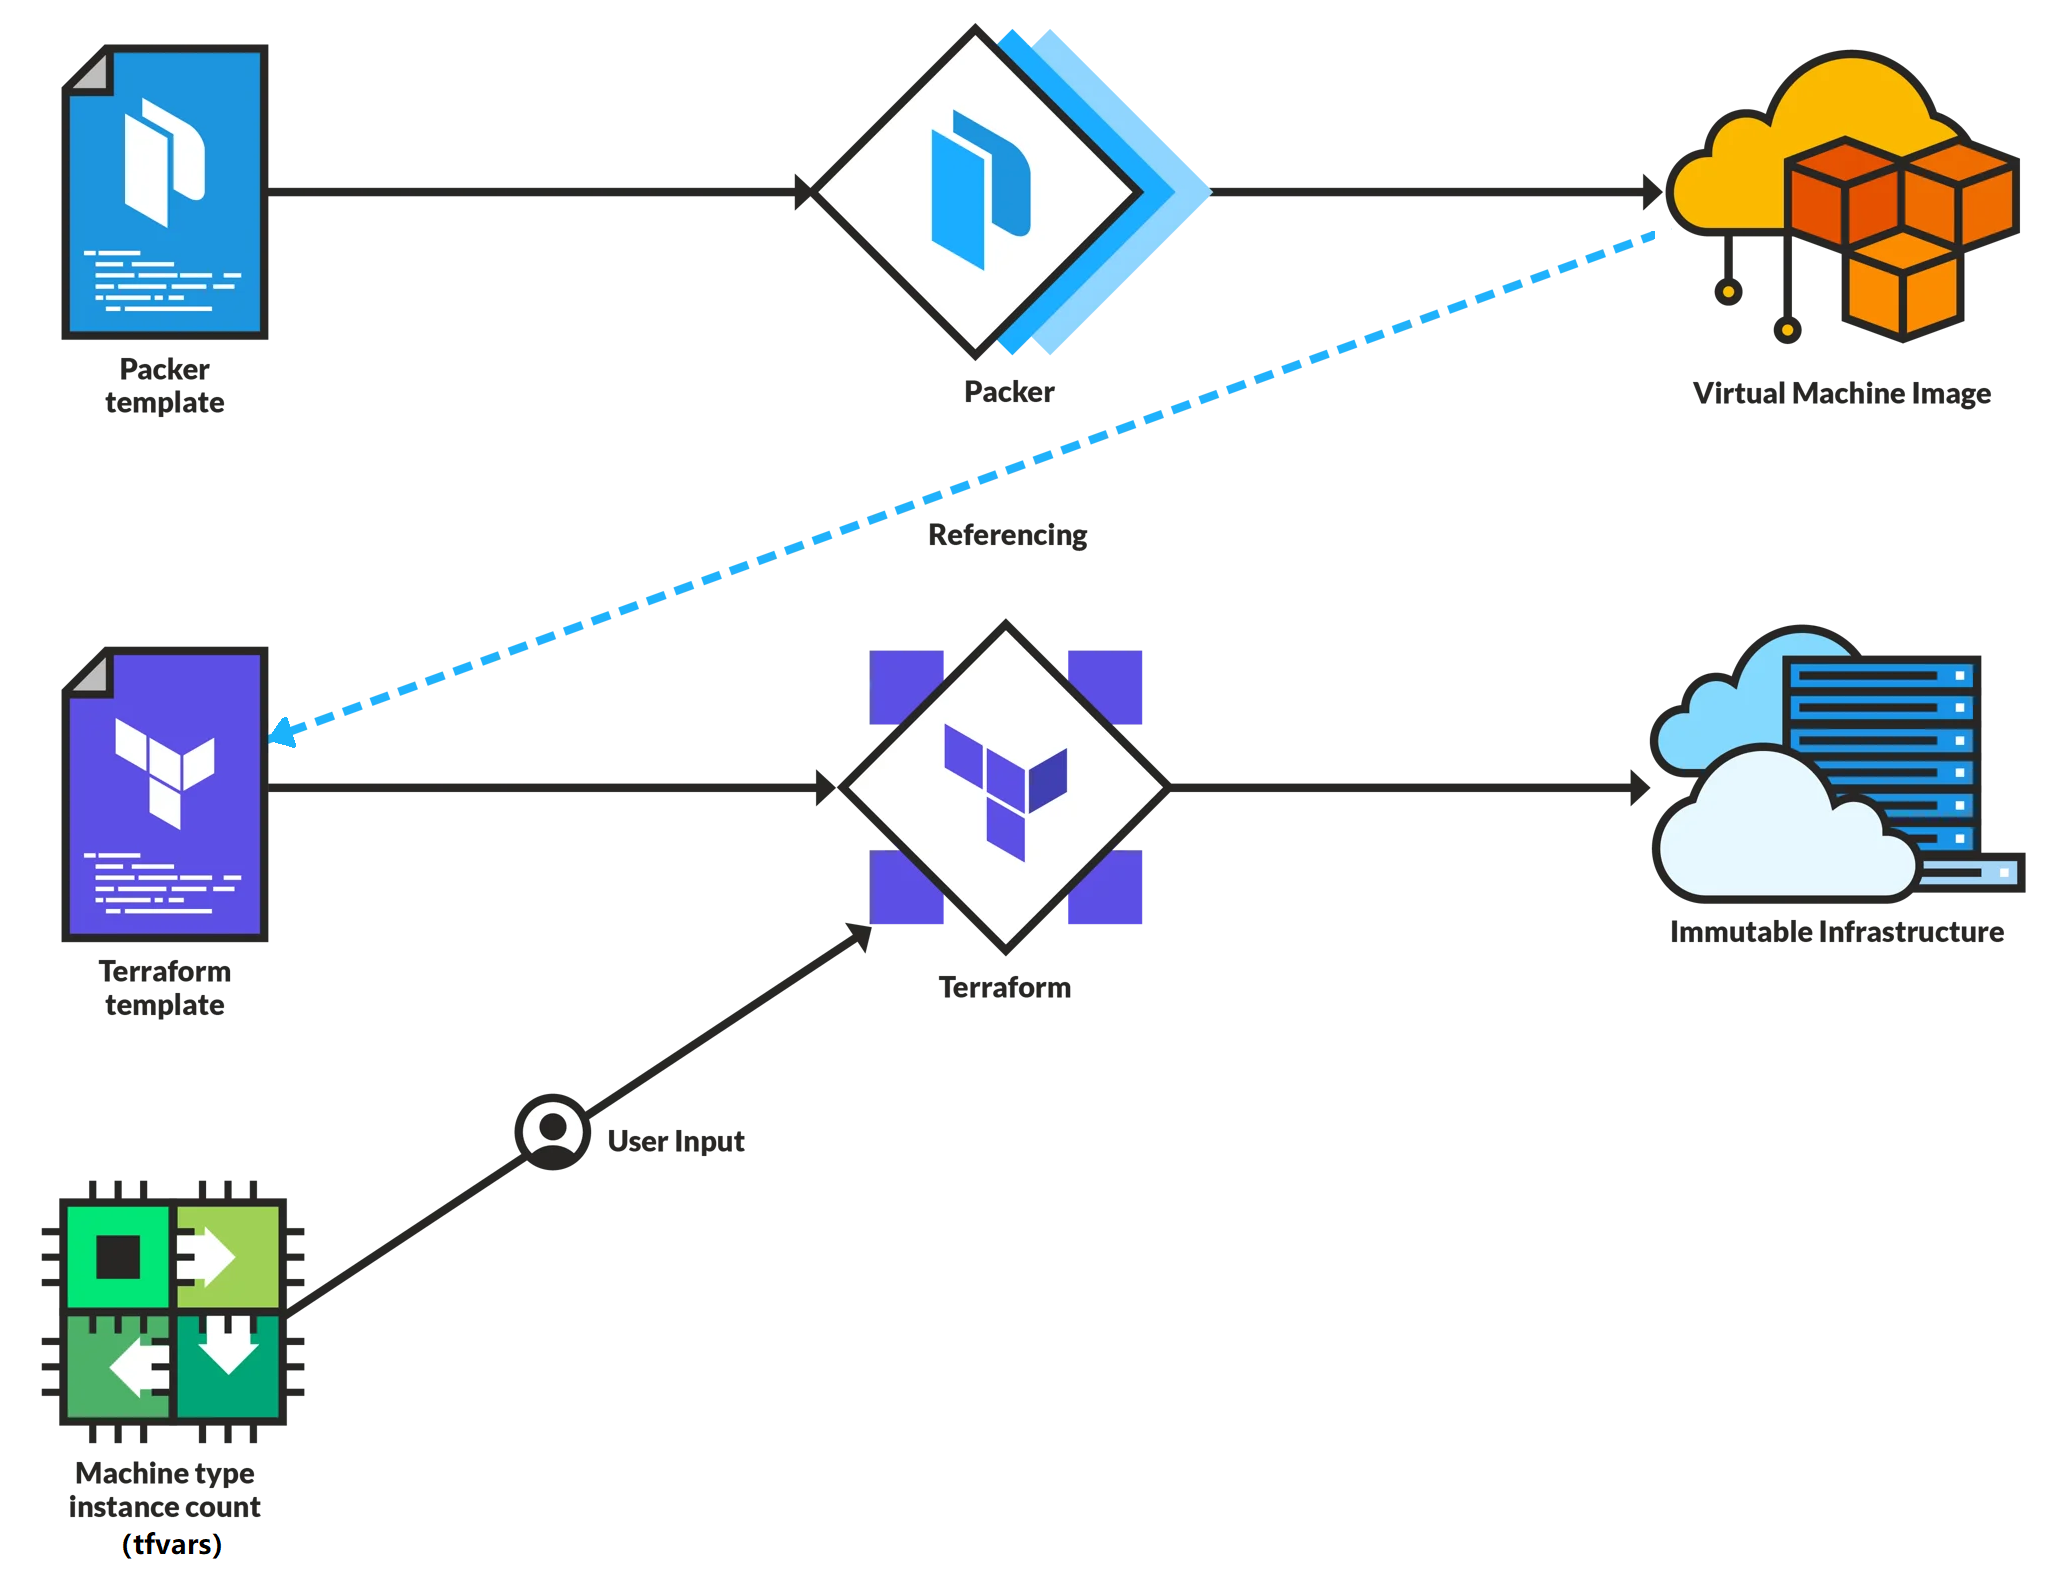 Packer
template
Packer
Virtual Machine Image
Referencing
Terraform
template
Terraform
Immutable Infrastructure
User Input
Machine type
instance count
(tfvars)